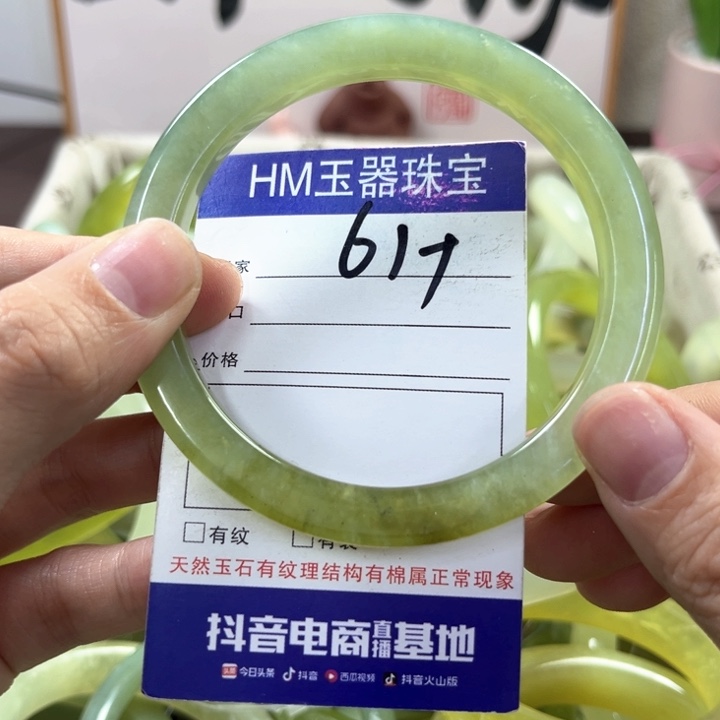 HM玉器珠宝
61+
家
价格
有纹
有裂
天然玉石有纹理结构有棉属正常现象
抖音电商直播基地
今日头条 抖音 西瓜视频 抖音火山版